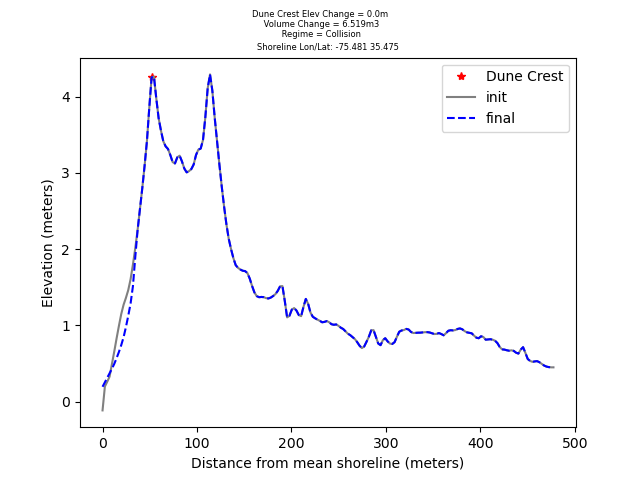 Dune Crest Elev Change = 0.0m
Volume Change = 6.519m3
Regime = Collision
Shoreline Lon/Lat: -75.481 35.475
Dune Crest
init
final
4
3
2
1
0
Elevation (meters)
0 100 200 300 400 500
Distance from mean shoreline (meters)